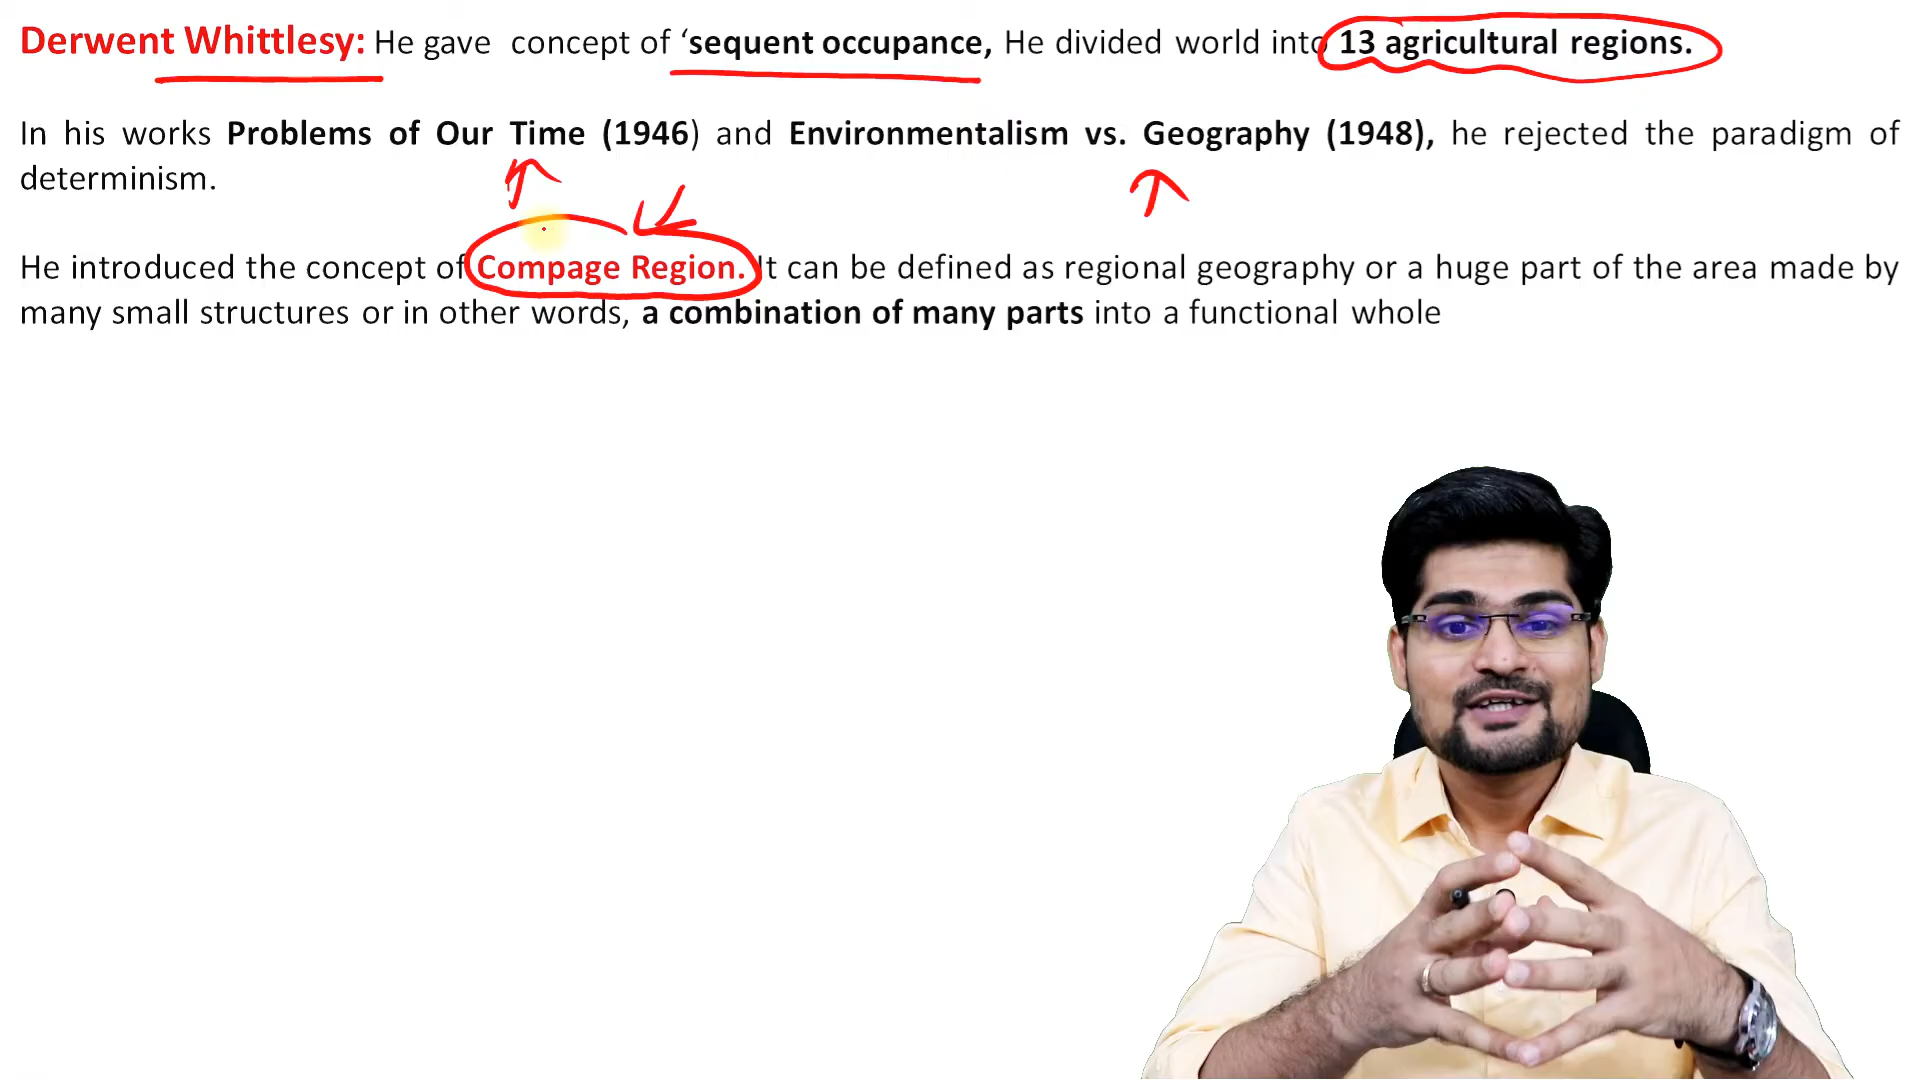 Derwent Whittlesy: He gave concept of ‘sequent occupance, He divided world into 13 agricultural regions.
In his works Problems of Our Time (1946) and Environmentalism vs. Geography (1948), he rejected the paradigm of
determinism.
He introduced the concept of Compage Region. It can be defined as regional geography or a huge part of the area made by
many small structures or in other words, a combination of many parts into a functional whole